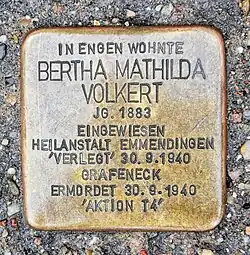 IN ENGEN WOHNTE
BERTHA MATHILDA
VOLKERT
JG. 1883
EINGEWIESEN
HEILANSTALT EMMENDINGEN
'VERLEGT' 30.9.1940
GRAFENECK
ERMORDET 30.9.1940
'AKTION T4'